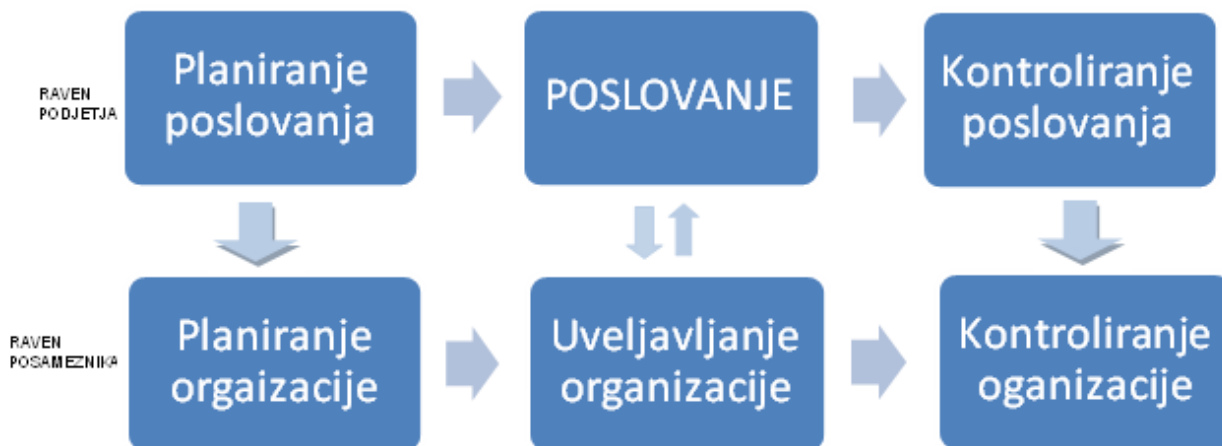 RAVEN
PODJETJA
Planiranje
poslovanja
POSLOVANJE
Kontroliranje
poslovanja
RAVEN
POSAMEZNIKA
Planiranje
orgaizacije
Uveljavljanje
organizacije
Kontroliranje
oganizacije